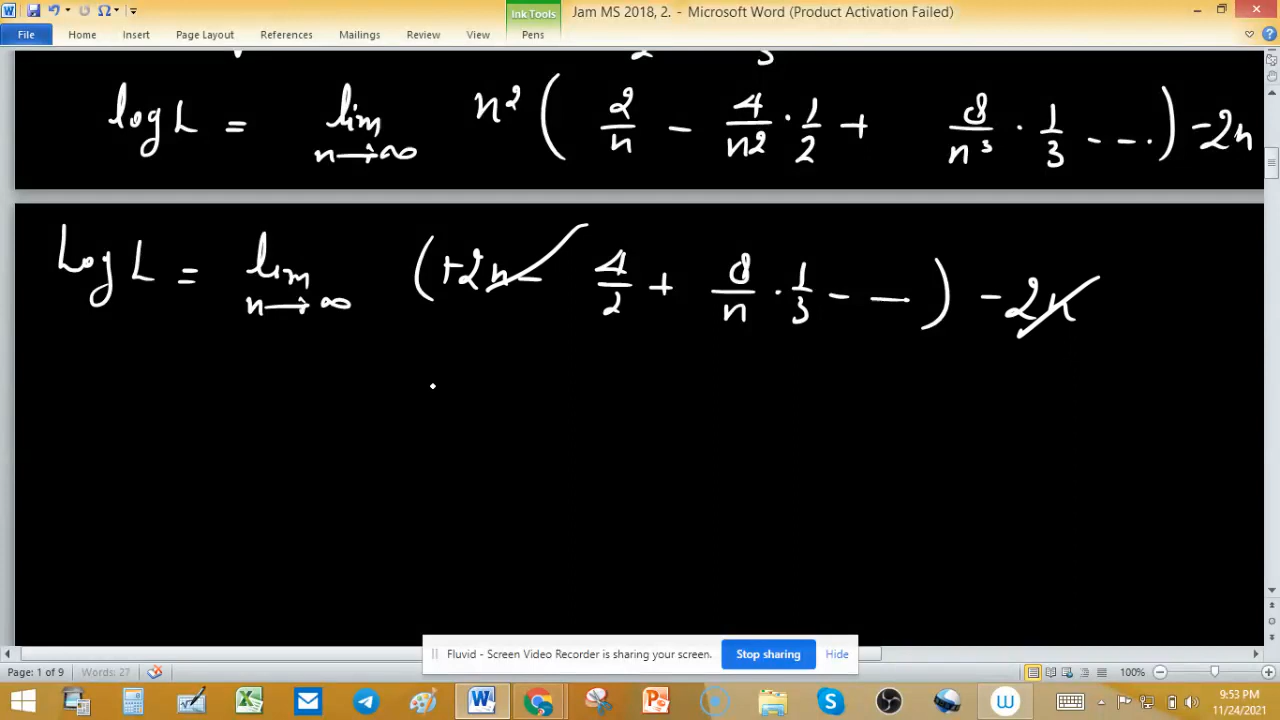 Ink Tools
Jam MS 2018, 2. - Microsoft Word (Product Activation Failed)
File Home Insert Page Layout References Mailings Review View Pens
log L = lim n→∞ n² ( 2/n - 4/n² · 1/2 + 8/n³ · 1/3 - - . . ) - 2n
Log L = lim n→∞ ( +2n - 4/2 + 8/n · 1/3 - - ) - 2n
Fluvid - Screen Video Recorder is sharing your screen. Stop sharing Hide
Page: 1 of 9 Words: 27 100%
9:53 PM
11/24/2021